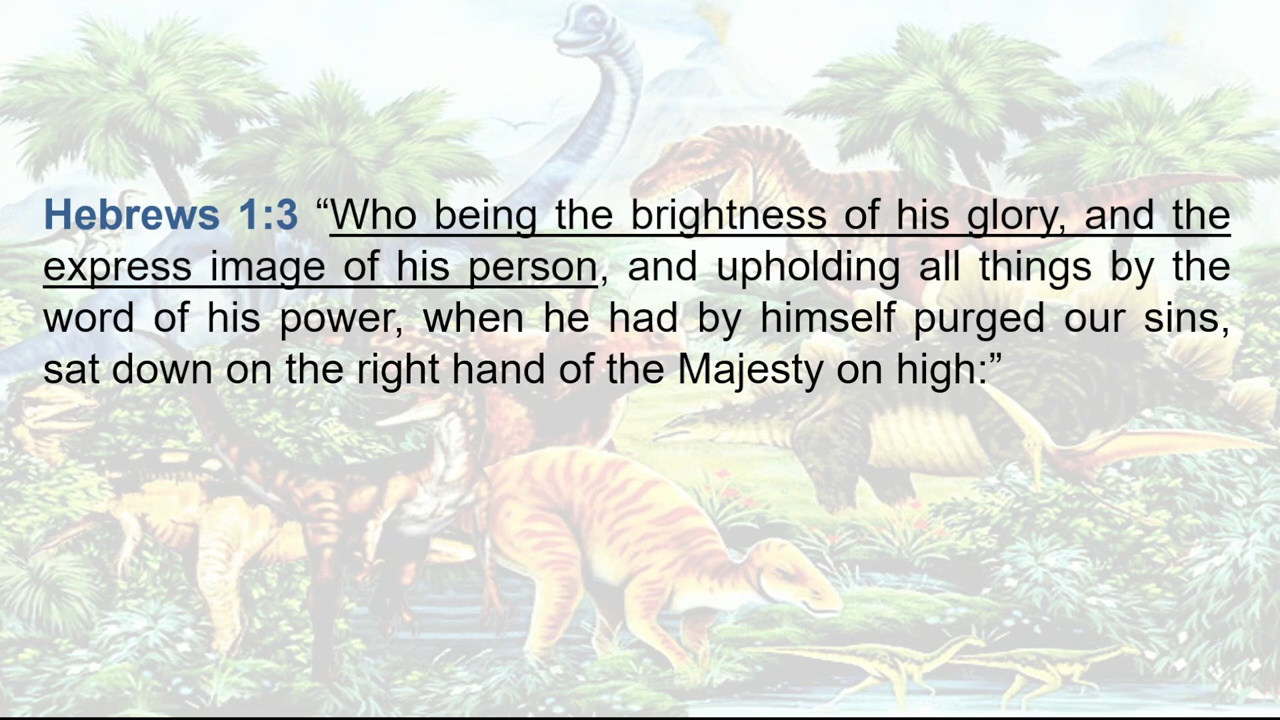 Hebrews 1:3 “Who being the brightness of his glory, and the
express image of his person, and upholding all things by the
word of his power, when he had by himself purged our sins,
sat down on the right hand of the Majesty on high:”